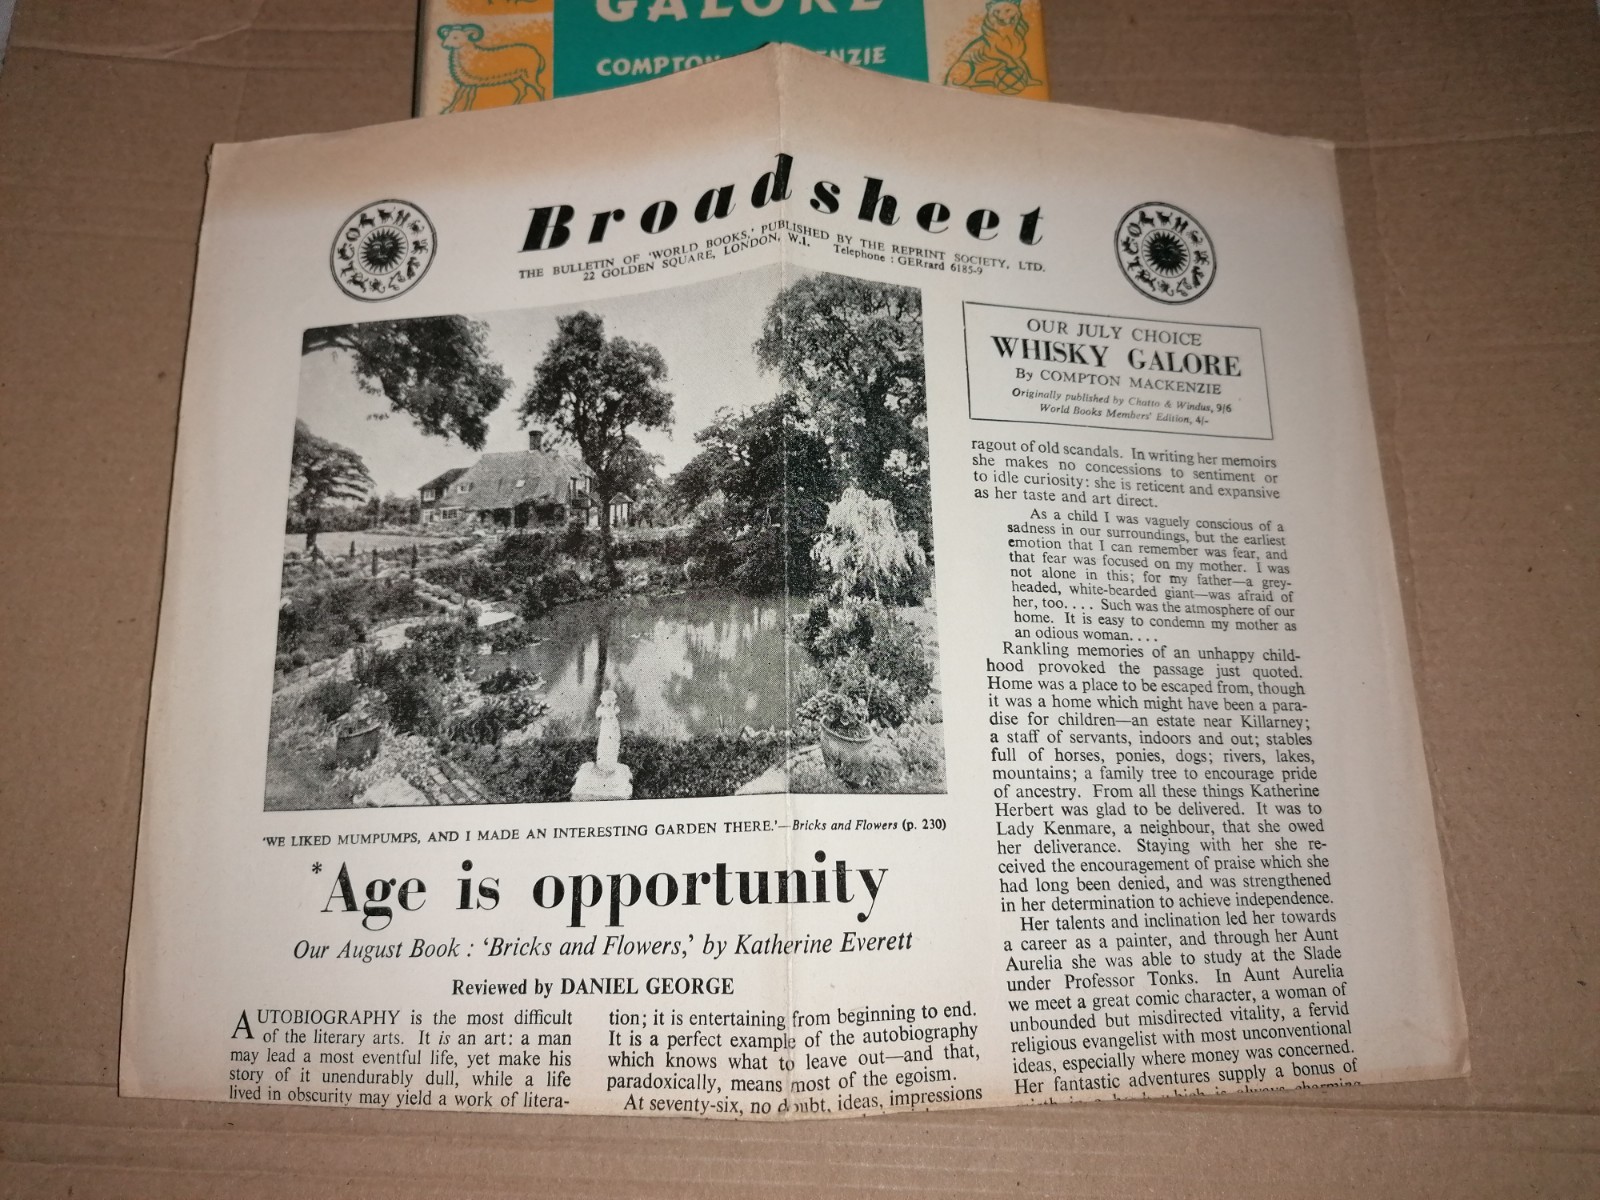 GALORE
COMPTON
NZIE
Broadsheet
THE BULLETIN OF 'WORLD BOOKS,' PUBLISHED BY THE REPRINT SOCIETY, LTD.
22 GOLDEN SQUARE, LONDON, W.1. Telephone : GERrard 6185-9
'WE LIKED MUMPUMPS, AND I MADE AN INTERESTING GARDEN THERE.'—Bricks and Flowers (p. 230)
*Age is opportunity
Our August Book : 'Bricks and Flowers,' by Katherine Everett
Reviewed by DANIEL GEORGE
AUTOBIOGRAPHY is the most difficult
of the literary arts. It is an art: a man
may lead a most eventful life, yet make his
story of it unendurably dull, while a life
lived in obscurity may yield a work of litera-
tion; it is entertaining from beginning to end.
It is a perfect example of the autobiography
which knows what to leave out—and that,
paradoxically, means most of the egoism.
At seventy-six, no doubt, ideas, impressions
OUR JULY CHOICE
WHISKY GALORE
By COMPTON MACKENZIE
Originally published by Chatto & Windus, 9/6
World Books Members' Edition, 4/-
ragout of old scandals. In writing her memoirs
she makes no concessions to sentiment or
to idle curiosity: she is reticent and expansive
as her taste and art direct.
As a child I was vaguely conscious of a
sadness in our surroundings, but the earliest
emotion that I can remember was fear, and
that fear was focused on my mother. I was
not alone in this; for my father—a grey-
headed, white-bearded giant—was afraid of
her, too.... Such was the atmosphere of our
home. It is easy to condemn my mother as
an odious woman....
Rankling memories of an unhappy child-
hood provoked the passage just quoted.
Home was a place to be escaped from, though
it was a home which might have been a para-
dise for children—an estate near Killarney;
a staff of servants, indoors and out; stables
full of horses, ponies, dogs; rivers, lakes,
mountains; a family tree to encourage pride
of ancestry. From all these things Katherine
Herbert was glad to be delivered. It was to
Lady Kenmare, a neighbour, that she owed
her deliverance. Staying with her she re-
ceived the encouragement of praise which she
had long been denied, and was strengthened
in her determination to achieve independence.
Her talents and inclination led her towards
a career as a painter, and through her Aunt
Aurelia she was able to study at the Slade
under Professor Tonks. In Aunt Aurelia
we meet a great comic character, a woman of
unbounded but misdirected vitality, a fervid
religious evangelist with most unconventional
ideas, especially where money was concerned.
Her fantastic adventures supply a bonus of